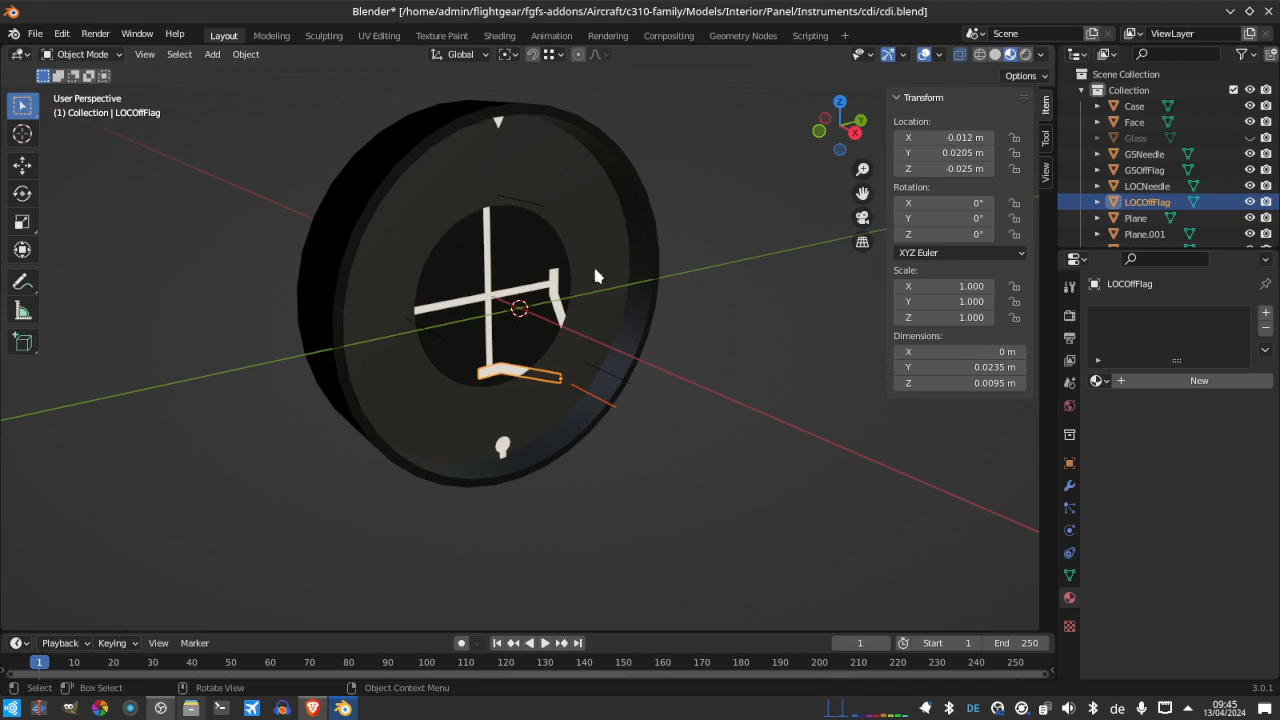 Blender* [/home/admin/flightgear/fgfs-addons/Aircraft/c310-family/Models/Interior/Panel/Instruments/cdi/cdi.blend]
File Edit Render Window Help Layout Modeling Sculpting UV Editing Texture Paint Shading Animation Rendering Compositing Geometry Nodes Scripting + Scene ViewLayer
Object Mode View Select Add Object Global
Options
User Perspective
(1) Collection | LOCOffFlag
Z
Y
X
Transform
Location:
X -0.012 m
Y 0.0205 m
Z -0.025 m
Rotation:
X 0°
Y 0°
Z 0°
XYZ Euler
Scale:
X 1.000
Y 1.000
Z 1.000
Dimensions:
X 0 m
Y 0.0235 m
Z 0.0095 m
Item
Tool
View
Scene Collection
Collection
Case
Face
Glass
GSNeedle
GSOffFlag
LOCNeedle
LOCOffFlag
Plane
Plane.001
LOCOffFlag
New
Playback Keying View Marker 1 Start 1 End 250
1 10 20 30 40 50 60 70 80 90 100 110 120 130 140 150 160 170 180 190 200 210 220 230 240 250
Select Box Select Rotate View Object Context Menu 3.0.1
DE de 09:45
13/04/2024